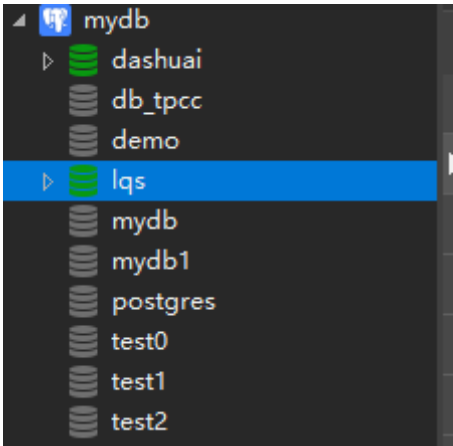 mydb
dashuai
db_tpcc
demo
lqs
mydb
mydb1
postgres
test0
test1
test2